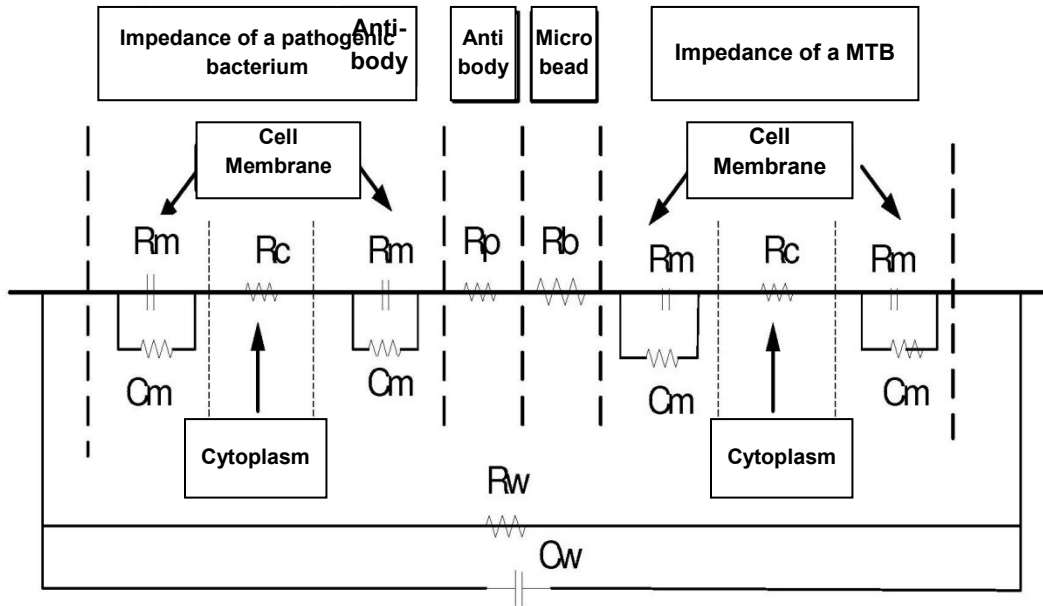 Impedance of a pathogenic
bacterium
Anti-
body
Anti
body
Micro
bead
Impedance of a MTB
Cell
Membrane
Cell
Membrane
Rm
Rc
Rm
Rp
Rb
Rm
Rc
Rm
Cm
Cm
Cm
Cm
Cytoplasm
Cytoplasm
Rw
Cw